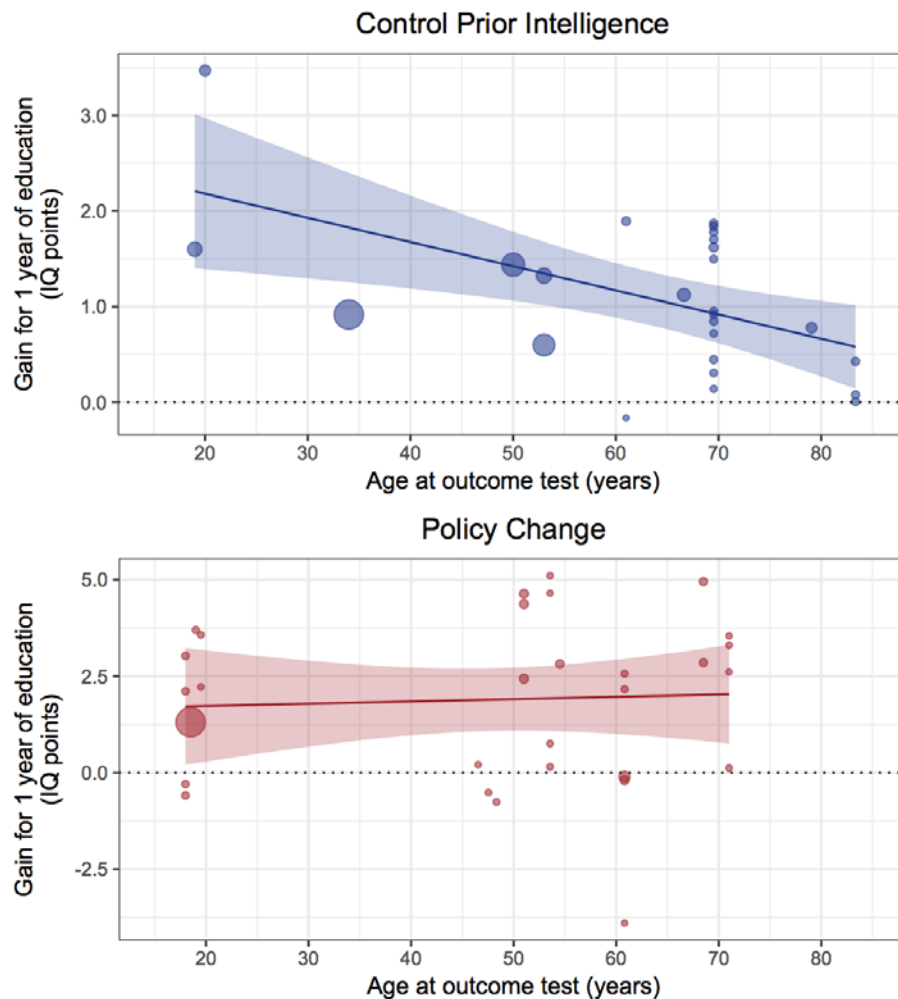 Control Prior Intelligence
Gain for 1 year of education
(IQ points)
3.0
2.0
1.0
0.0
20 30 40 50 60 70 80
Age at outcome test (years)
Policy Change
Gain for 1 year of education
(IQ points)
5.0
2.5
0.0
-2.5
20 30 40 50 60 70 80
Age at outcome test (years)